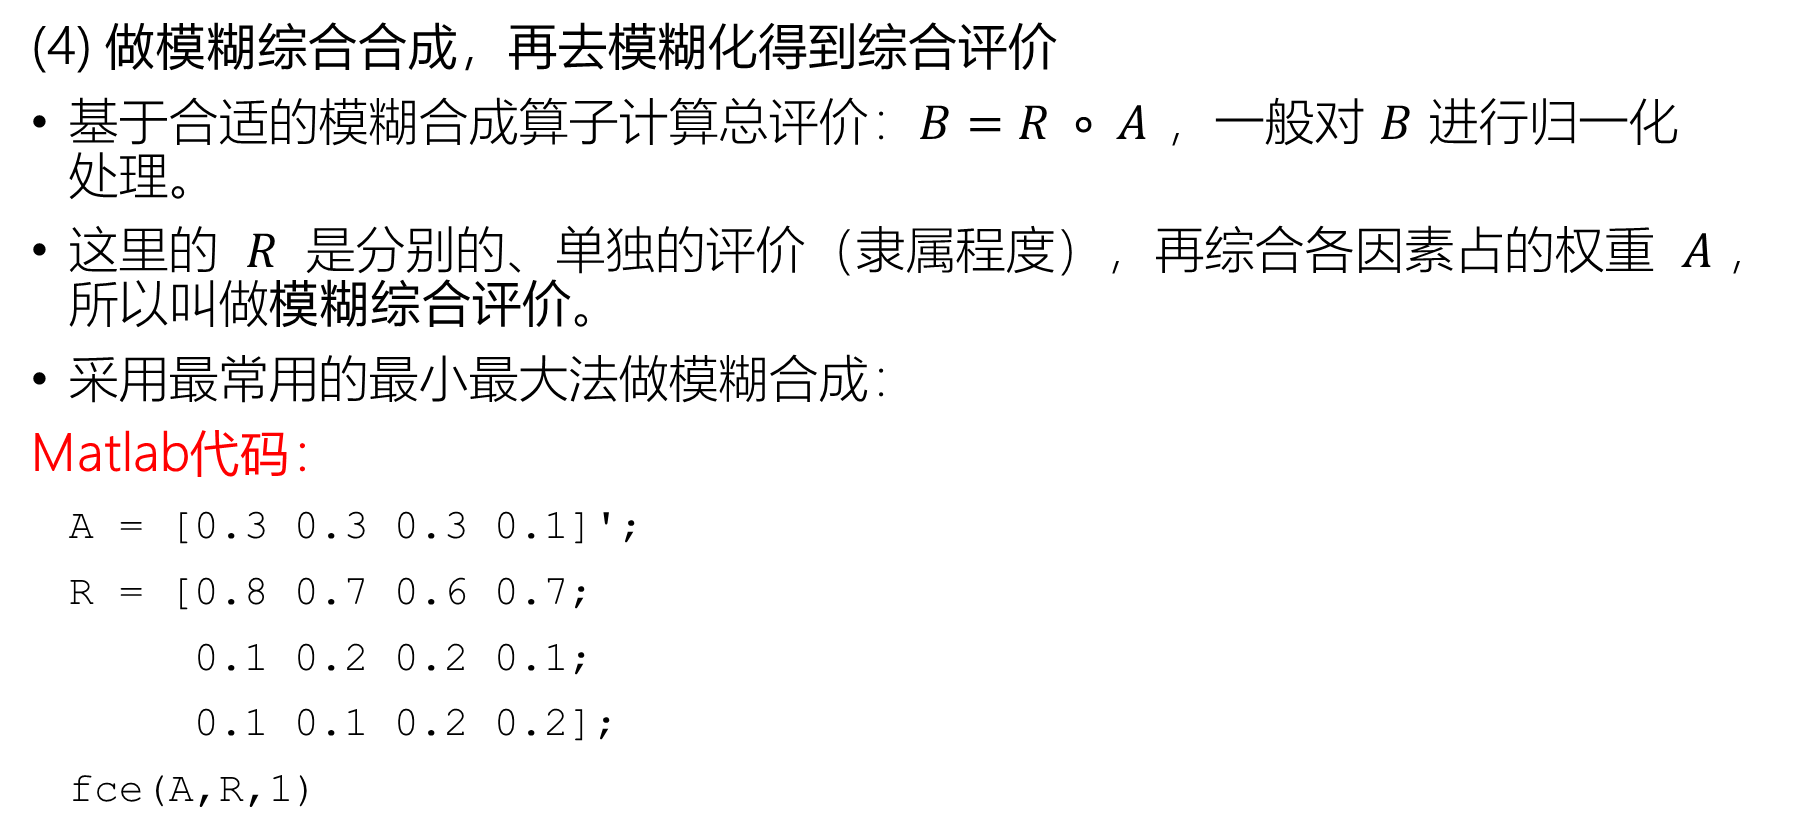 (4) 做模糊综合合成，再去模糊化得到综合评价
• 基于合适的模糊合成算子计算总评价：B = R ∘ A ，一般对 B 进行归一化
处理。
• 这里的 R 是分别的、单独的评价（隶属程度），再综合各因素占的权重 A ，
所以叫做模糊综合评价。
• 采用最常用的最小最大法做模糊合成：
Matlab代码：
A = [0.3 0.3 0.3 0.1]';
R = [0.8 0.7 0.6 0.7;
0.1 0.2 0.2 0.1;
0.1 0.1 0.2 0.2];
fce(A,R,1)